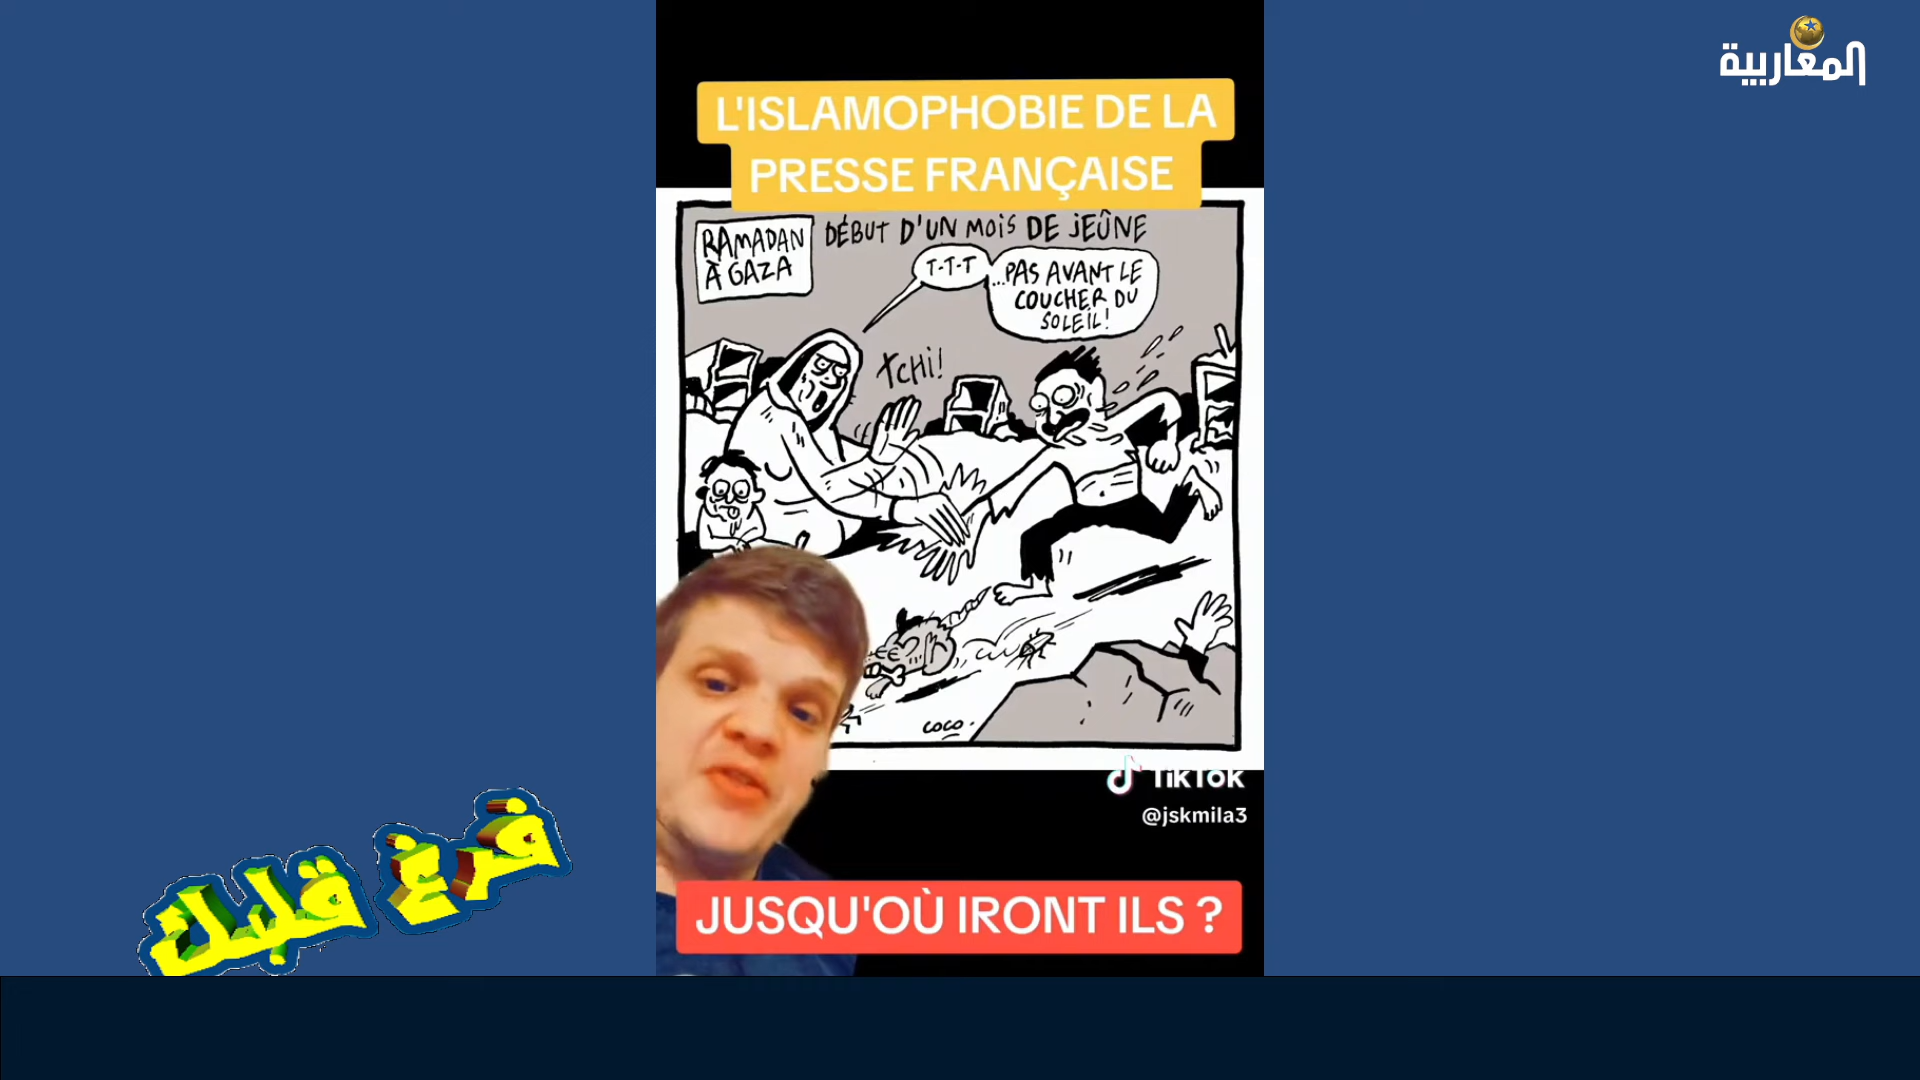 المغاربية
L'ISLAMOPHOBIE DE LA
PRESSE FRANÇAISE
RAMADAN
À GAZA
DÉBUT D'UN MOIS DE JEÛNE
T-T-T
...PAS AVANT LE
COUCHER DU
SOLEIL!
TCHI!
COCO.
TikTok
@jskmila3
JUSQU'OÙ IRONT ILS ?
فرغ قلبك